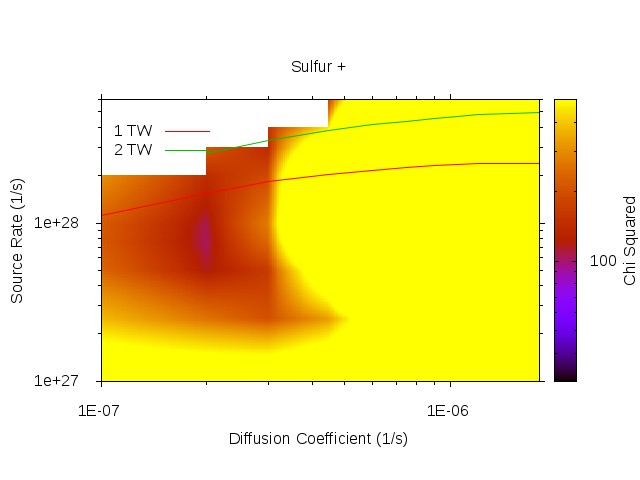 Sulfur +
1 TW
2 TW
Source Rate (1/s)
1e+28
1e+27
1E-07
1E-06
Diffusion Coefficient (1/s)
100
Chi Squared